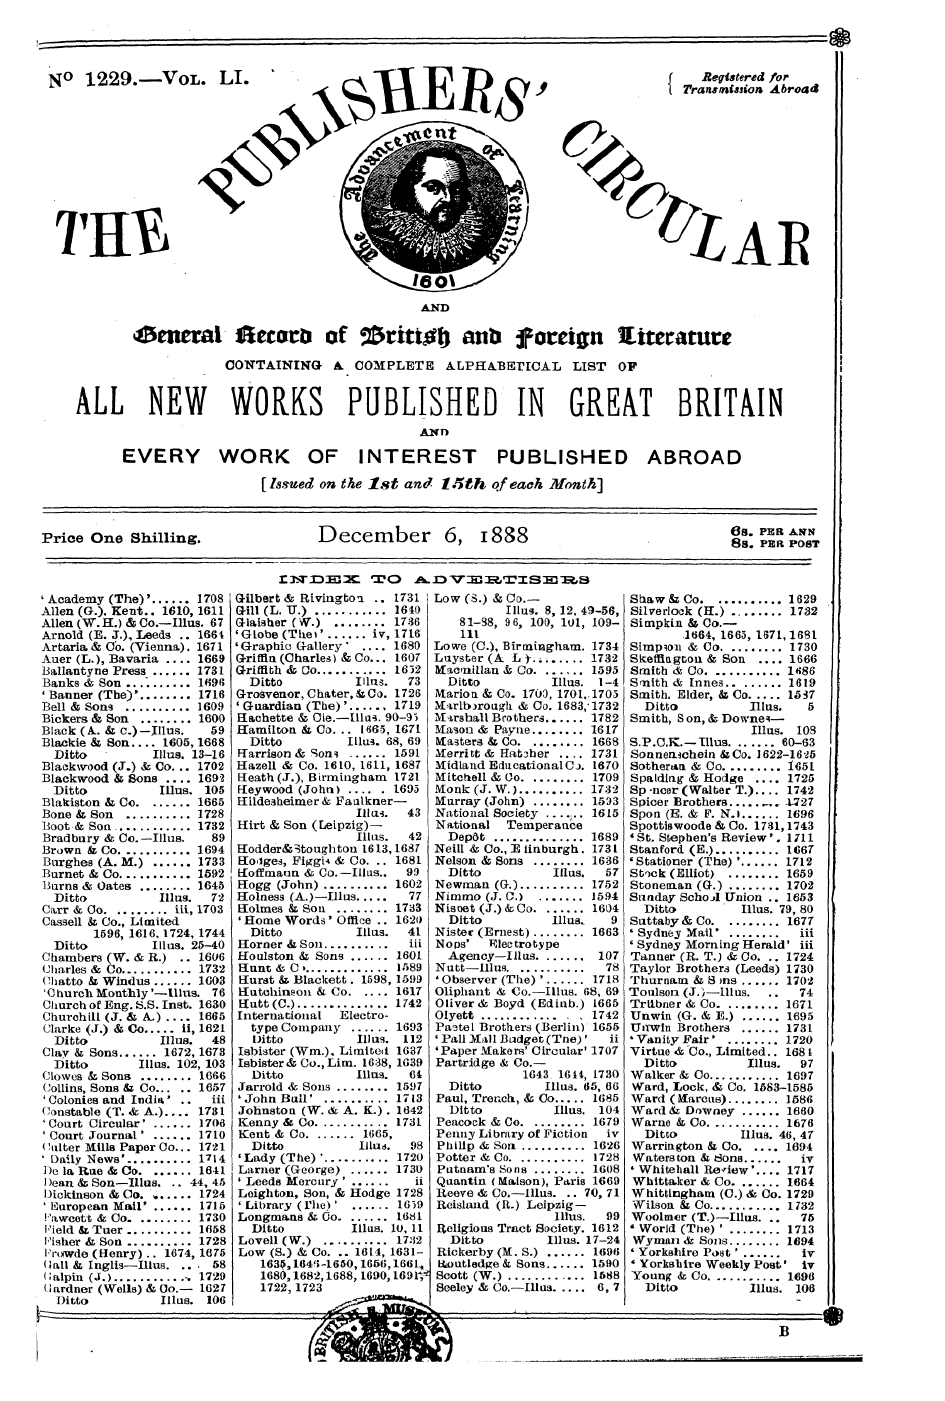 Nº 1229.—VOL. LI.
Registered for
Transmission Abroad
THE PUBLISHERS' CIRCULAR
The Advancement of Learning
1601
AND
General Record of British and Foreign Literature
CONTAINING A COMPLETE ALPHABETICAL LIST OF
ALL NEW WORKS PUBLISHED IN GREAT BRITAIN
AND
EVERY WORK OF INTEREST PUBLISHED ABROAD
[Issued on the 1st and 15th of each Month]
Price One Shilling.
December 6, 1888
6s. PER ANN
8s. PER POST
INDEX TO ADVERTISERS
'Academy (The)'...... 1708
Allen (G.), Kent.. 1610, 1611
Allen (W.H.) & Co.—Illus. 67
Arnold (E. J.), Leeds .. 1664
Artaria & Co. (Vienna). 1671
Auer (L.), Bavaria .... 1669
Ballantyne Press ...... 1731
Banks & Son .......... 1696
'Banner (The)'........ 1716
Bell & Sons .......... 1609
Bickers & Son ........ 1600
Black (A. & C.)—Illus. 59
Blackie & Son.... 1605, 1668
Ditto Illus. 13-16
Blackwood (J.) & Co... 1702
Blackwood & Sons .... 1692
Ditto Illus. 105
Blakiston & Co. ...... 1665
Bone & Son .......... 1728
Boot & Son .......... 1732
Bradbury & Co.—Illus. 89
Brown & Co. .......... 1694
Burghes (A. M.) ...... 1733
Burnet & Co........... 1592
Burns & Oates ........ 1645
Ditto Illus. 72
Carr & Co. ........ iii, 1703
Cassell & Co., Limited
1596, 1616, 1724, 1744
Ditto Illus. 25-40
Chambers (W. & R.) .. 1606
Charles & Co........... 1732
Chatto & Windus ...... 1603
'Church Monthly'—Illus. 76
Church of Eng. S.S. Inst. 1630
Churchill (J. & A.) .... 1665
Clarke (J.) & Co..... ii, 1621
Ditto Illus. 48
Clay & Sons...... 1672, 1673
Ditto Illus. 102, 103
Clowes & Sons ........ 1666
Collins, Sons & Co... .. 1657
'Colonies and India' .. iii
Constable (T. & A.).... 1731
'Court Circular' ...... 1706
'Court Journal' ...... 1710
Culter Mills Paper Co... 1721
'Daily News'.......... 1714
De la Rue & Co. ...... 1641
Dean & Son—Illus. .. 44, 45
Dickinson & Co. ...... 1724
'European Mail' ...... 1715
Fawcett & Co. ........ 1730
Field & Tuer .......... 1658
Fisher & Son .......... 1728
Frowde (Henry) .. 1674, 1675
Gall & Inglis—Illus. ... 58
Galpin (J.)............ 1729
Gardner (Wells) & Co.— 1627
Ditto Illus. 106
Gilbert & Rivington .. 1731
Gill (L. U.) ........... 1640
Glaisher (W.) ........ 1736
'Globe (The)' ...... iv, 1716
'Graphic Gallery' .... 1680
Griffin (Charles) & Co... 1607
Griffith & Co........... 1652
Ditto Illus. 73
Grosvenor, Chater, & Co. 1726
'Guardian (The)'...... 1719
Hachette & Cie.—Illus. 90-95
Hamilton & Co. .. 1665, 1671
Ditto Illus. 68, 69
Harrison & Sons ...... 1591
Hazell & Co. 1610, 1611, 1687
Heath (J.), Birmingham 1721
Heywood (John) .... . 1695
Hildesheimer & Faulkner—
Illus. 43
Hirt & Son (Leipzig)—
Illus. 42
Hodder & Stoughton 1613, 1687
Hodges, Figgis & Co. .. 1681
Hoffmann & Co.—Illus.. 99
Hogg (John) .......... 1602
Holness (A.)—Illus..... 77
Holmes & Son ........ 1733
'Home Words' Office .. 1620
Ditto Illus. 41
Horner & Son.......... iii
Houlston & Sons ...... 1601
Hunt & Co............. 1589
Hurst & Blackett. 1598, 1599
Hutchinson & Co. .... 1617
Hutt (C.) ............. 1742
International Electro-
type Company ...... 1693
Ditto Illus. 112
Isbister (Wm.), Limited 1637
Isbister & Co., Lim. 1638, 1639
Ditto Illus. 64
Jarrold & Sons ........ 1597
'John Bull' .......... 1713
Johnston (W. & A. K.). 1642
Kenny & Co........... 1731
Kent & Co. ...... 1665,
Ditto Illus. 98
'Lady (The)'.......... 1720
Larner (George) ...... 1730
'Leeds Mercury' ...... ii
Leighton, Son, & Hodge 1728
'Library (The)' ...... 1659
Longmans & Co. ...... 1681
Ditto Illus. 10, 11
Lovell (W.) .......... 1732
Low (S.) & Co. .. 1614, 1631-
1635, 1646-1650, 1656, 1661,
1680, 1682, 1688, 1690, 1691,
1722, 1723
Low (S.) & Co.—
Illus. 8, 12, 49-56,
81-88, 96, 100, 101, 109-
111
Lowe (C.), Birmingham. 1734
Luyster (A. L.)........ 1732
Macmillan & Co. ...... 1595
Ditto Illus. 1-4
Marion & Co. 1700, 1701, 1705
Marlborough & Co. 1683, 1732
Marshall Brothers...... 1782
Mason & Payne........ 1617
Masters & Co. ........ 1668
Merritt & Hatcher .... 1731
Midland Educational Co. 1670
Mitchell & Co. ........ 1709
Monk (J. W.).......... 1732
Murray (John) ........ 1593
National Society ...... 1615
National Temperance
Depôt .............. 1689
Neill & Co., Edinburgh. 1731
Nelson & Sons ........ 1636
Ditto Illus. 57
Newman (G.).......... 1752
Nimmo (J. C.) ........ 1594
Nisbet (J.) & Co. ...... 1604
Ditto Illus. 9
Nister (Ernest)........ 1663
Nops' Electrotype
Agency—Illus. ...... 107
Nutt—Illus. .......... 78
'Observer (The)' ...... 1718
Oliphant & Co.—Illus. 68, 69
Oliver & Boyd (Edinb.) 1665
Olyett ............... 1742
Pastel Brothers (Berlin) 1655
'Pall Mall Budget (The)' ii
'Paper Makers' Circular' 1707
Partridge & Co.—
1643 1644, 1730
Ditto Illus. 65, 66
Paul, Trench, & Co..... 1685
Ditto Illus. 104
Peacock & Co. ........ 1679
Penny Library of Fiction iv
Philip & Son .......... 1626
Potter & Co. .......... 1728
Putnam's Sons ........ 1608
Quantin (Maison), Paris 1669
Reeve & Co.—Illus. .. 70, 71
Reisland (R.) Leipzig—
Illus. 99
Religious Tract Society. 1612
Ditto Illus. 17-24
Rickerby (M. S.) ...... 1696
Routledge & Sons...... 1590
Scott (W.) ............ 1588
Seeley & Co.—Illus. .... 6, 7
Shaw & Co. .......... 1629
Silverlock (H.) ........ 1732
Simpkin & Co.—
1664, 1665, 1671, 1681
Simpson & Co. ........ 1730
Skeffington & Son .... 1666
Smith & Co. .......... 1686
Smith & Innes.. ...... 1619
Smith, Elder, & Co. .... 1587
Ditto Illus. 5
Smith, Son, & Downes—
Illus. 108
S.P.C.K.—Illus. ...... 60-63
Sonnenschein & Co. 1622-1625
Sotheran & Co. ........ 1651
Spalding & Hodge .... 1725
Spencer (Walter T.).... 1742
Spicer Brothers........ 1727
Spon (E. & F. N.)...... 1696
Spottiswoode & Co. 1731, 1743
'St. Stephen's Review'. 1711
Stanford (E.).......... 1667
'Stationer (The)'...... 1712
Stock (Elliot) ........ 1659
Stoneman (G.) ........ 1702
Sunday School Union .. 1653
Ditto Illus. 79, 80
Suttaby & Co. ........ 1677
'Sydney Mail' ........ iii
'Sydney Morning Herald' iii
Tanner (R. T.) & Co. .. 1724
Taylor Brothers (Leeds) 1730
Thurnam & Sons ...... 1702
Toulson (J.)—Illus. .. 74
Trübner & Co. ........ 1671
Unwin (G. & E.) ...... 1695
Unwin Brothers ...... 1731
'Vanity Fair' ........ 1720
Virtue & Co., Limited.. 1684
Ditto Illus. 97
Walker & Co........... 1697
Ward, Lock, & Co. 1583-1585
Ward (Marcus)........ 1586
Ward & Downey ...... 1660
Warne & Co. .......... 1676
Ditto Illus. 46, 47
Warrington & Co. .... 1694
Waterston & Sons...... iv
'Whitehall Review'.... 1717
Whittaker & Co. ...... 1664
Whittingham (C.) & Co. 1729
Wilson & Co........... 1732
Woolmer (T.)—Illus. .. 75
'World (The)' ........ 1713
Wyman & Sons........ 1694
'Yorkshire Post' ...... iv
'Yorkshire Weekly Post' iv
Young & Co. .......... 1696
Ditto Illus. 106
BRITISH MUSEUM
B